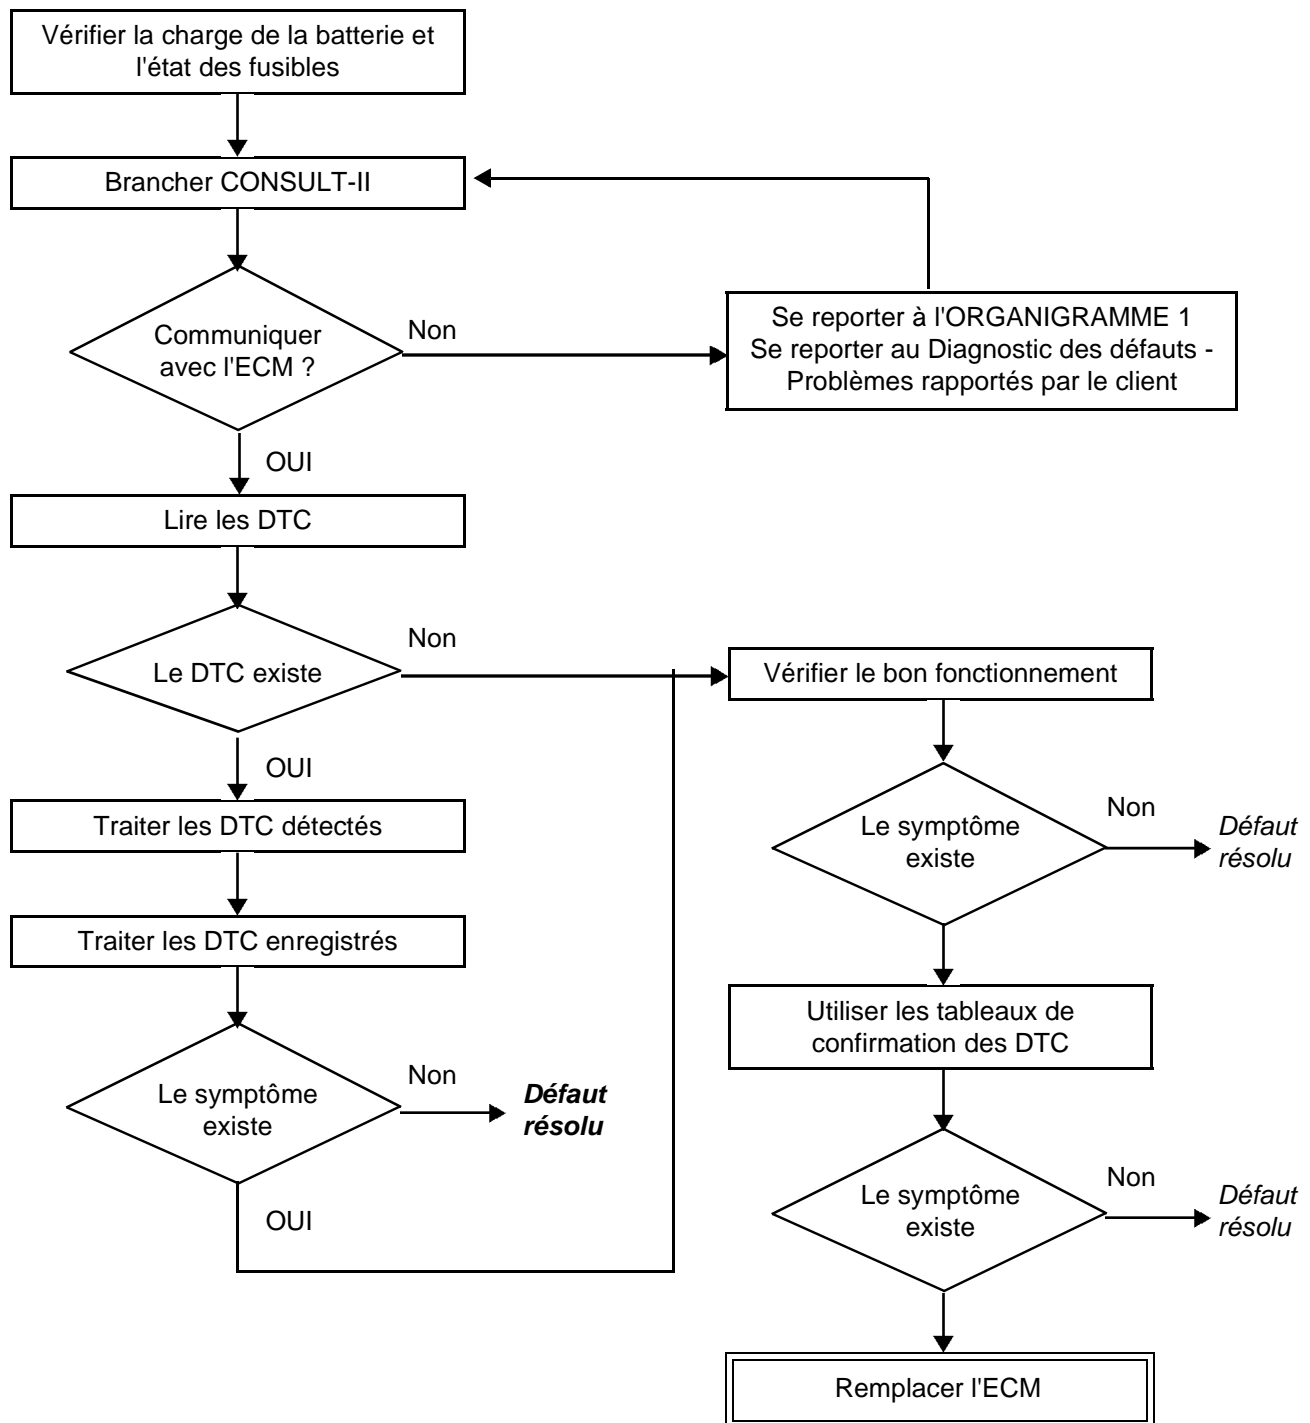 Vérifier la charge de la batterie et
l'état des fusibles
Brancher CONSULT-II
Communiquer
avec l'ECM ?
Non
Se reporter à l'ORGANIGRAMME 1
Se reporter au Diagnostic des défauts -
Problèmes rapportés par le client
OUI
Lire les DTC
Le DTC existe
Non
Vérifier le bon fonctionnement
OUI
Traiter les DTC détectés
Le symptôme
existe
Non
Défaut
résolu
Traiter les DTC enregistrés
Utiliser les tableaux de
confirmation des DTC
Le symptôme
existe
Non
Défaut
résolu
OUI
Le symptôme
existe
Non
Défaut
résolu
Remplacer l'ECM